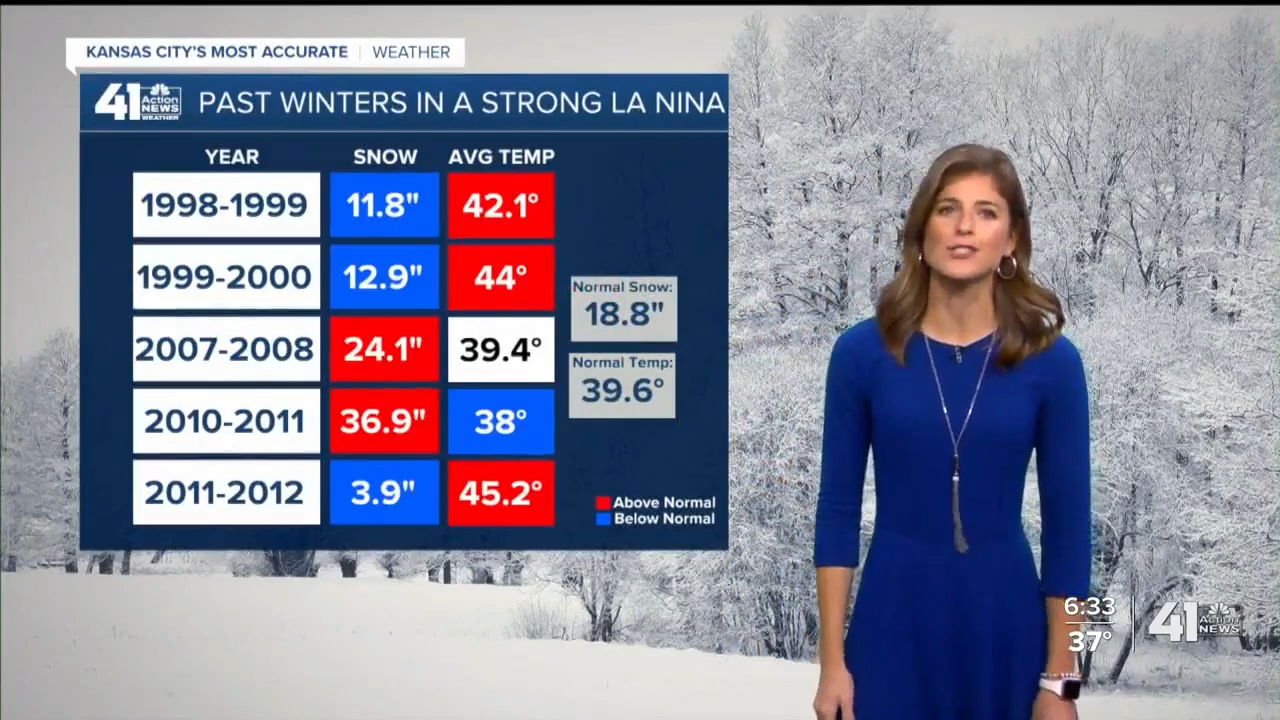 KANSAS CITY'S MOST ACCURATE | WEATHER
41 Action NEWS WEATHER
PAST WINTERS IN A STRONG LA NINA
YEAR SNOW AVG TEMP
1998-1999 11.8" 42.1°
1999-2000 12.9" 44°
2007-2008 24.1" 39.4°
2010-2011 36.9" 38°
2011-2012 3.9" 45.2°
Normal Snow:
18.8"
Normal Temp:
39.6°
Above Normal
Below Normal
6:33
37°
41 Action NEWS